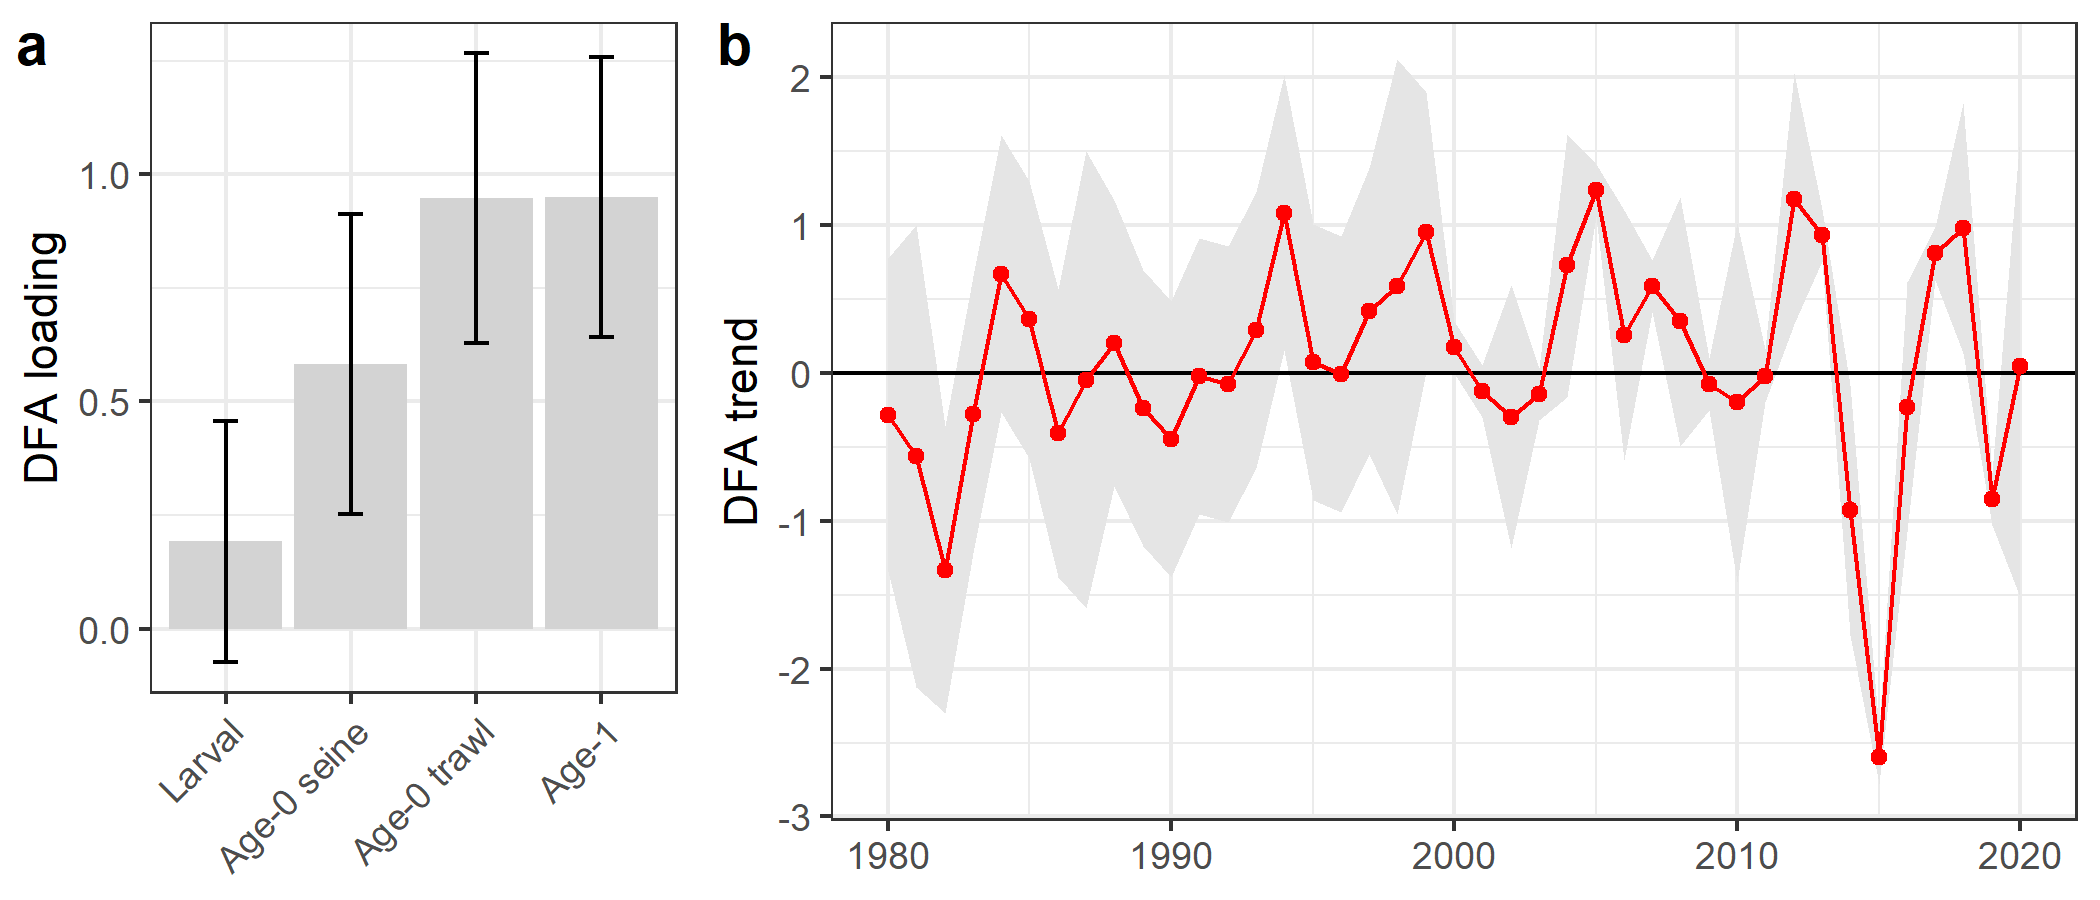 a
DFA loading
1.0
0.5
0.0
Larval
Age-0 seine
Age-0 trawl
Age-1
b
DFA trend
2
1
0
-1
-2
-3
1980
1990
2000
2010
2020